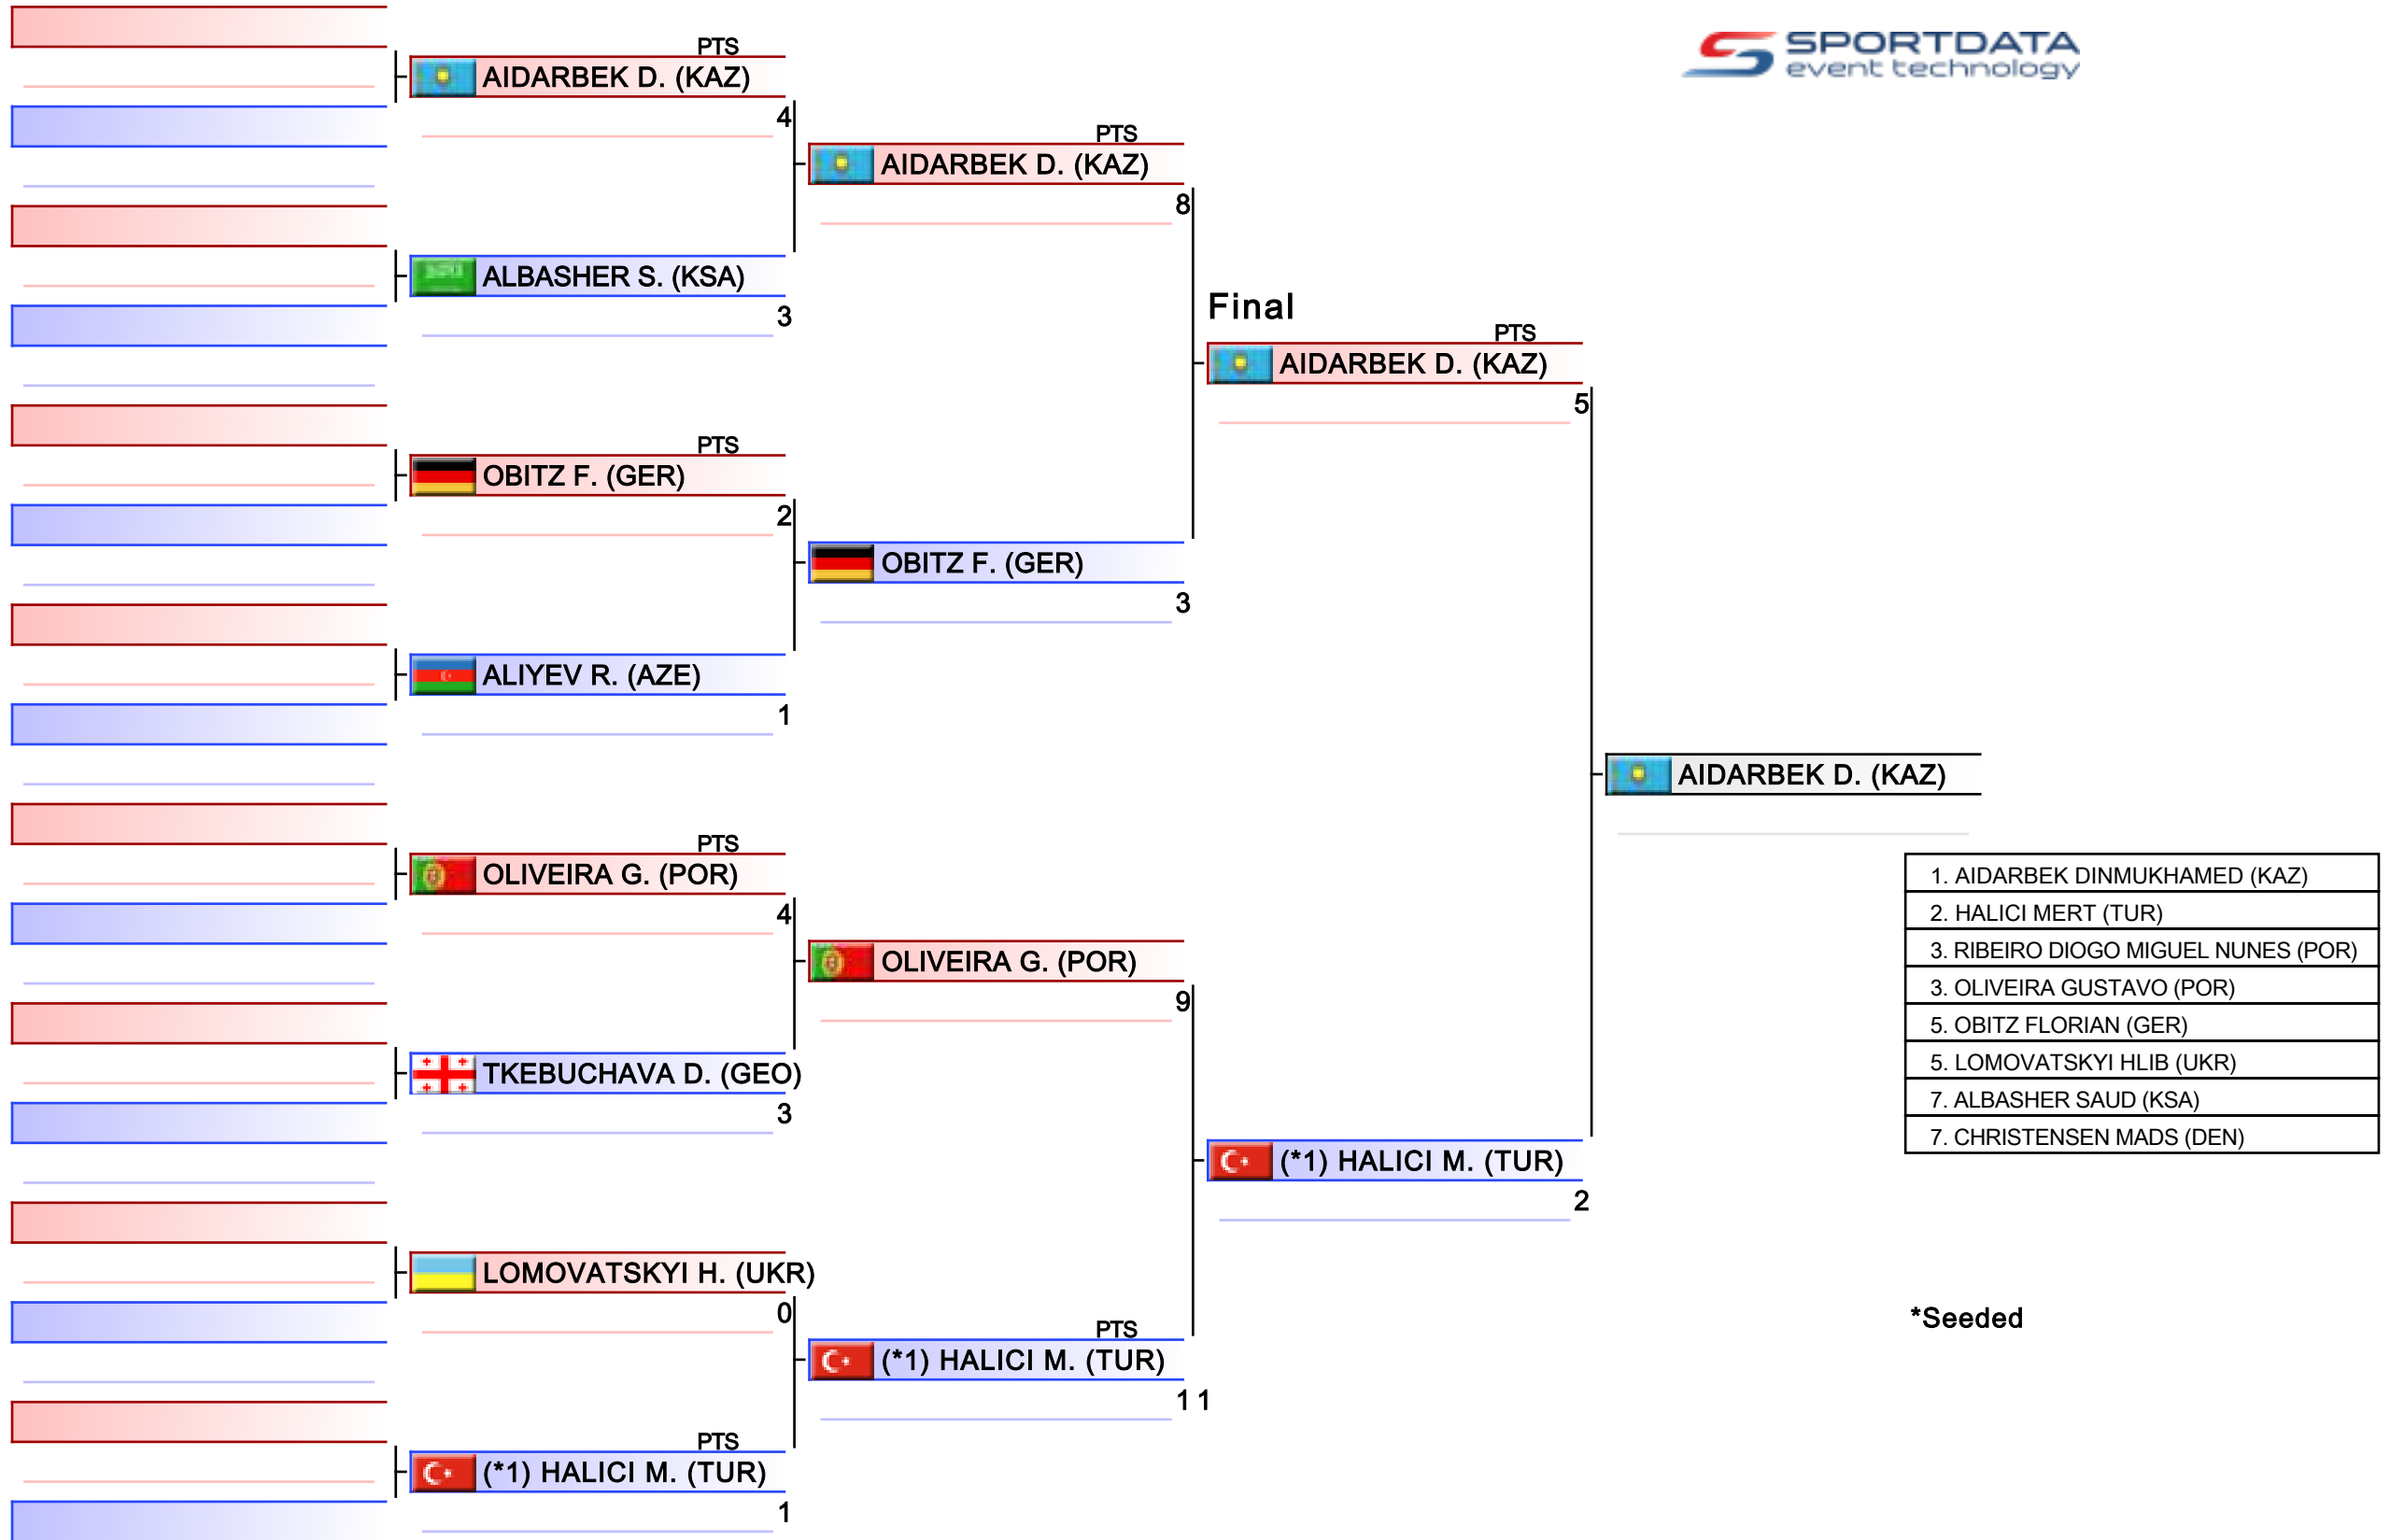 SPORTDATA
event technology
PTS
AIDARBEK D. (KAZ)
4
ALBASHER S. (KSA)
3
PTS
OBITZ F. (GER)
2
ALIYEV R. (AZE)
1
PTS
OLIVEIRA G. (POR)
4
TKEBUCHAVA D. (GEO)
3
LOMOVATSKYI H. (UKR)
0
PTS
(*1) HALICI M. (TUR)
1
PTS
AIDARBEK D. (KAZ)
8
OBITZ F. (GER)
3
OLIVEIRA G. (POR)
9
PTS
(*1) HALICI M. (TUR)
11
Final
PTS
AIDARBEK D. (KAZ)
5
(*1) HALICI M. (TUR)
2
AIDARBEK D. (KAZ)
1. AIDARBEK DINMUKHAMED (KAZ)
2. HALICI MERT (TUR)
3. RIBEIRO DIOGO MIGUEL NUNES (POR)
3. OLIVEIRA GUSTAVO (POR)
5. OBITZ FLORIAN (GER)
5. LOMOVATSKYI HLIB (UKR)
7. ALBASHER SAUD (KSA)
7. CHRISTENSEN MADS (DEN)
*Seeded